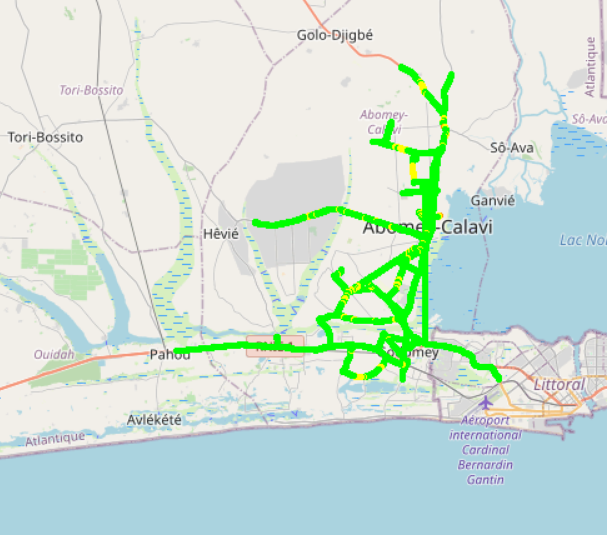 Golo-Djigbé
Atlantique
Tori-Bossito
Abomey-
Calavi
Sô-Ava
Tori-Bossito
Sô-Ava
Ganvié
Hêvié
Abomey-Calavi
Lac No
Ouidah
Pahou
Littoral
Avlékété
Atlantique
Aéroport
international
Cardinal
Bernardin
Gantin